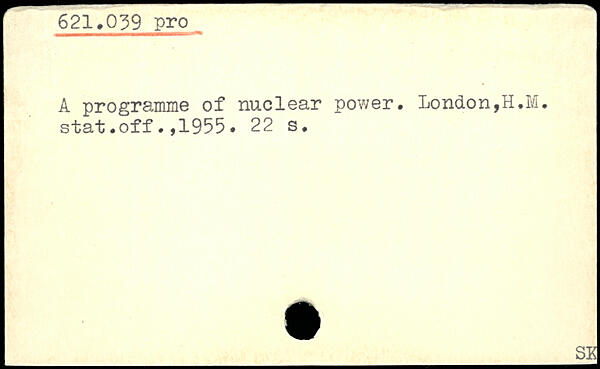 621.039 pro
A programme of nuclear power. London,H.M.
stat.off.,1955. 22 s.
SK